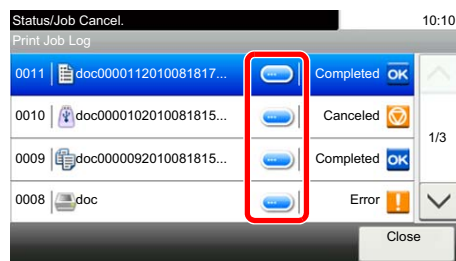 Status/Job Cancel. 10:10
Print Job Log
0011 doc0000112010081817... ... Completed OK
0010 doc0000102010081815... ... Canceled
0009 doc0000092010081815... ... Completed OK
1/3
0008 doc ... Error !
Close